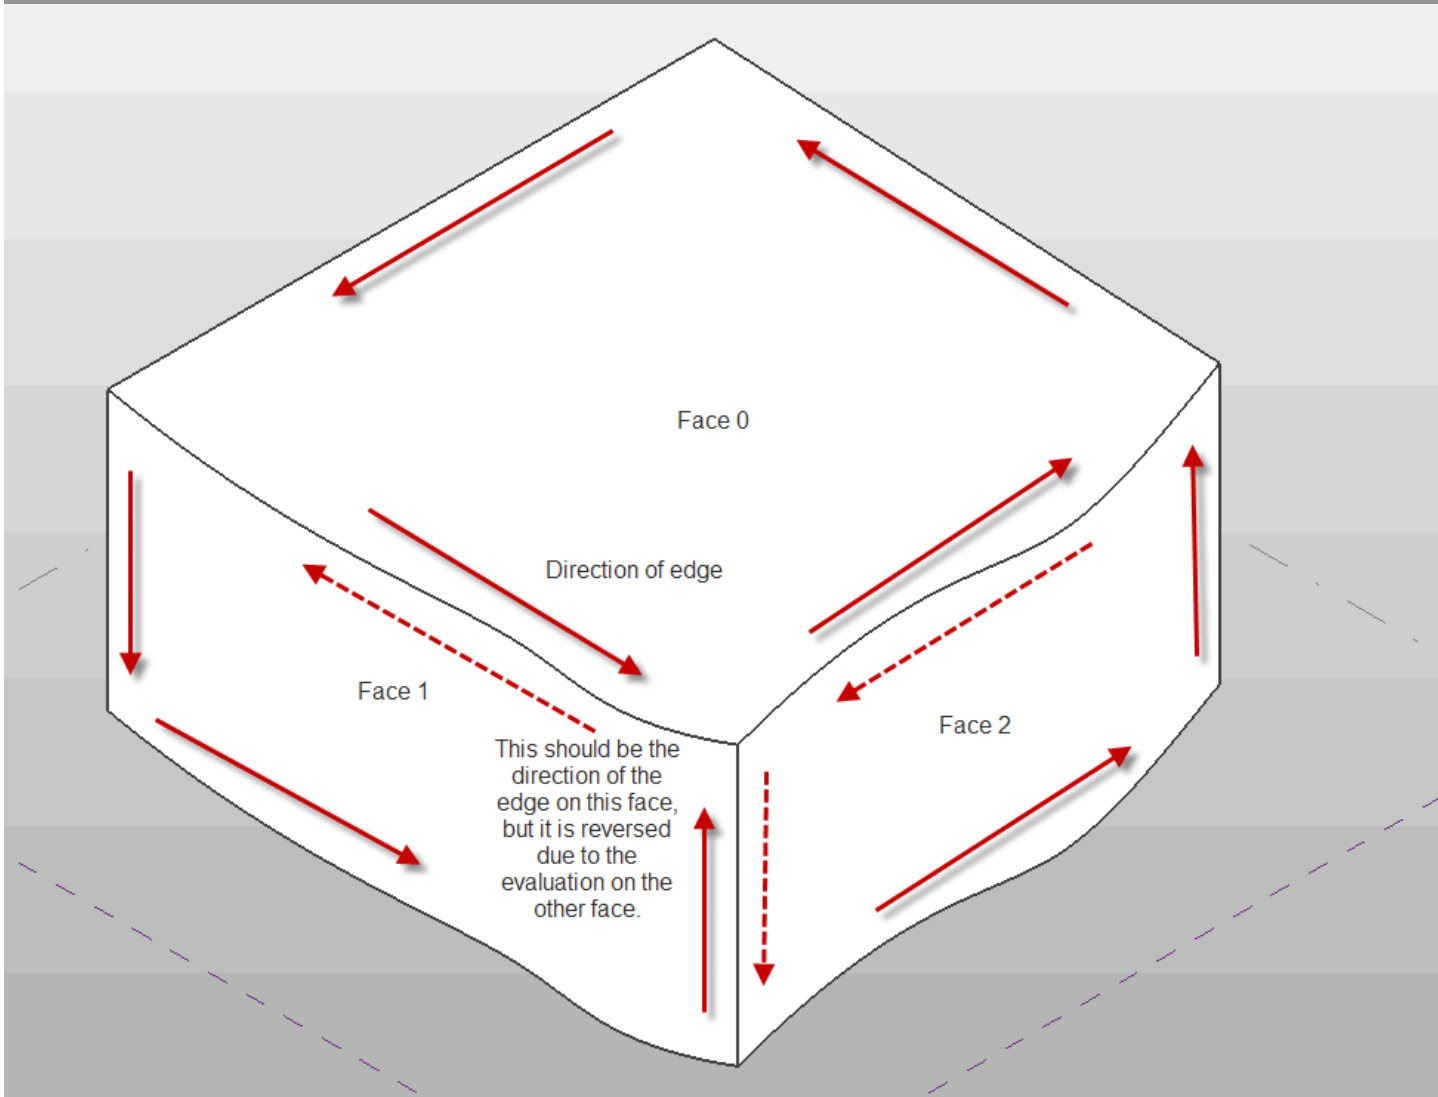 Face 0
Direction of edge
Face 1
Face 2
This should be the
direction of the
edge on this face,
but it is reversed
due to the
evaluation on the
other face.